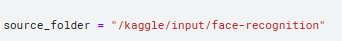 source_folder = "/kaggle/input/face-recognition"